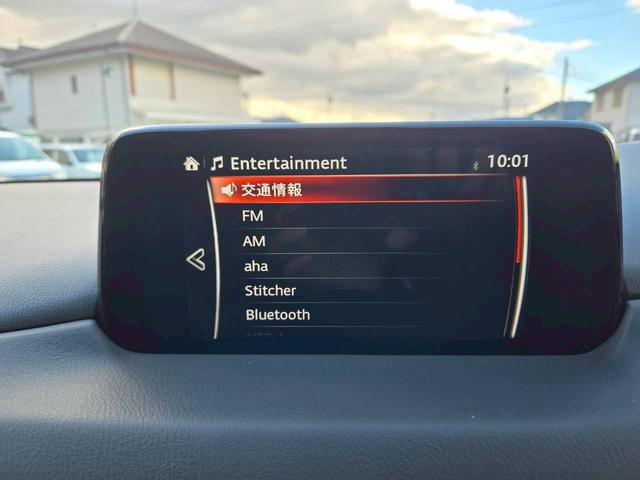 Entertainment 10:01
交通情報
FM
AM
aha
Stitcher
Bluetooth